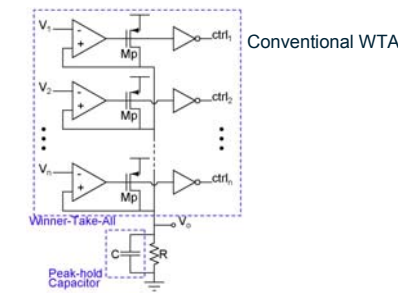 V1
-
+
Mp
ctrl1
Conventional WTA
V2
-
+
Mp
ctrl2
Vn
-
+
Mp
ctrln
Winner-Take-All
Vo
C
R
Peak-hold
Capacitor